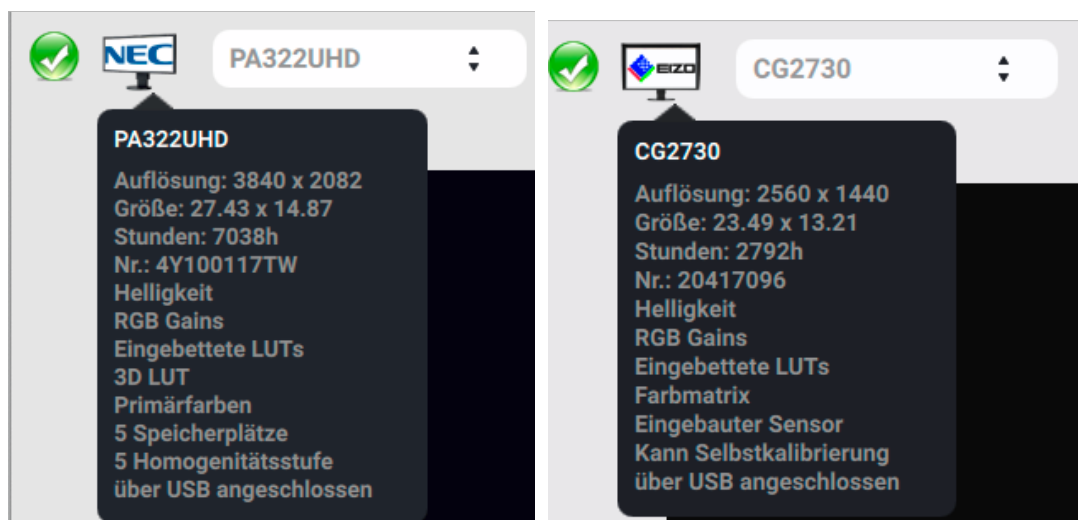 NEC
PA322UHD
PA322UHD
Auflösung: 3840 x 2082
Größe: 27.43 x 14.87
Stunden: 7038h
Nr.: 4Y100117TW
Helligkeit
RGB Gains
Eingebettete LUTs
3D LUT
Primärfarben
5 Speicherplätze
5 Homogenitätsstufe
über USB angeschlossen
EIZO
CG2730
CG2730
Auflösung: 2560 x 1440
Größe: 23.49 x 13.21
Stunden: 2792h
Nr.: 20417096
Helligkeit
RGB Gains
Eingebettete LUTs
Farbmatrix
Eingebauter Sensor
Kann Selbstkalibrierung
über USB angeschlossen